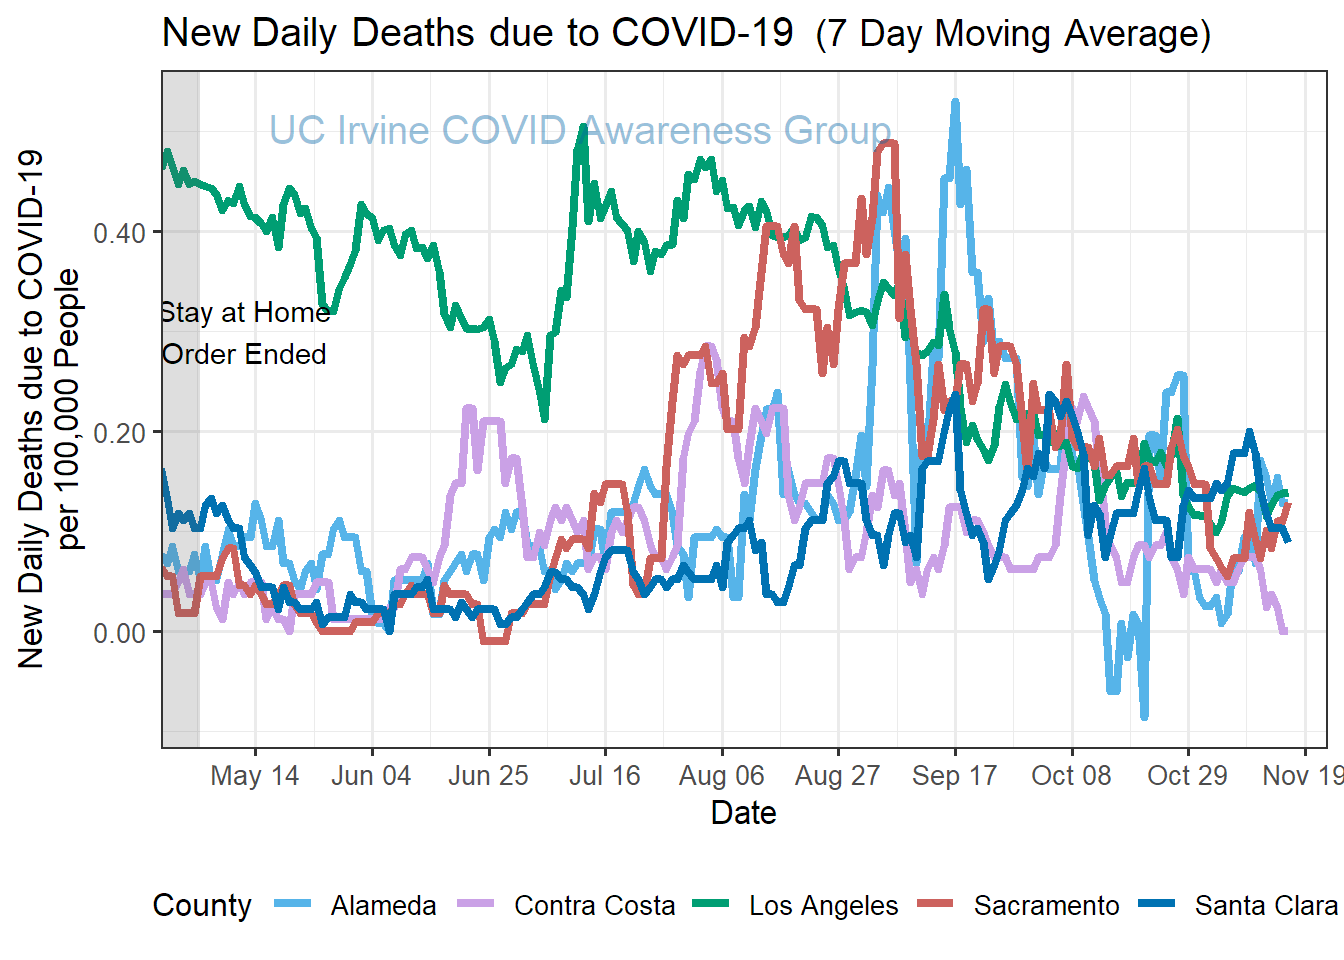 New Daily Deaths due to COVID-19 (7 Day Moving Average)
UC Irvine COVID Awareness Group
New Daily Deaths due to COVID-19
per 100,000 People
0.40
0.20
0.00
Stay at Home
Order Ended
May 14 Jun 04 Jun 25 Jul 16 Aug 06 Aug 27 Sep 17 Oct 08 Oct 29 Nov 19
Date
County Alameda Contra Costa Los Angeles Sacramento Santa Clara